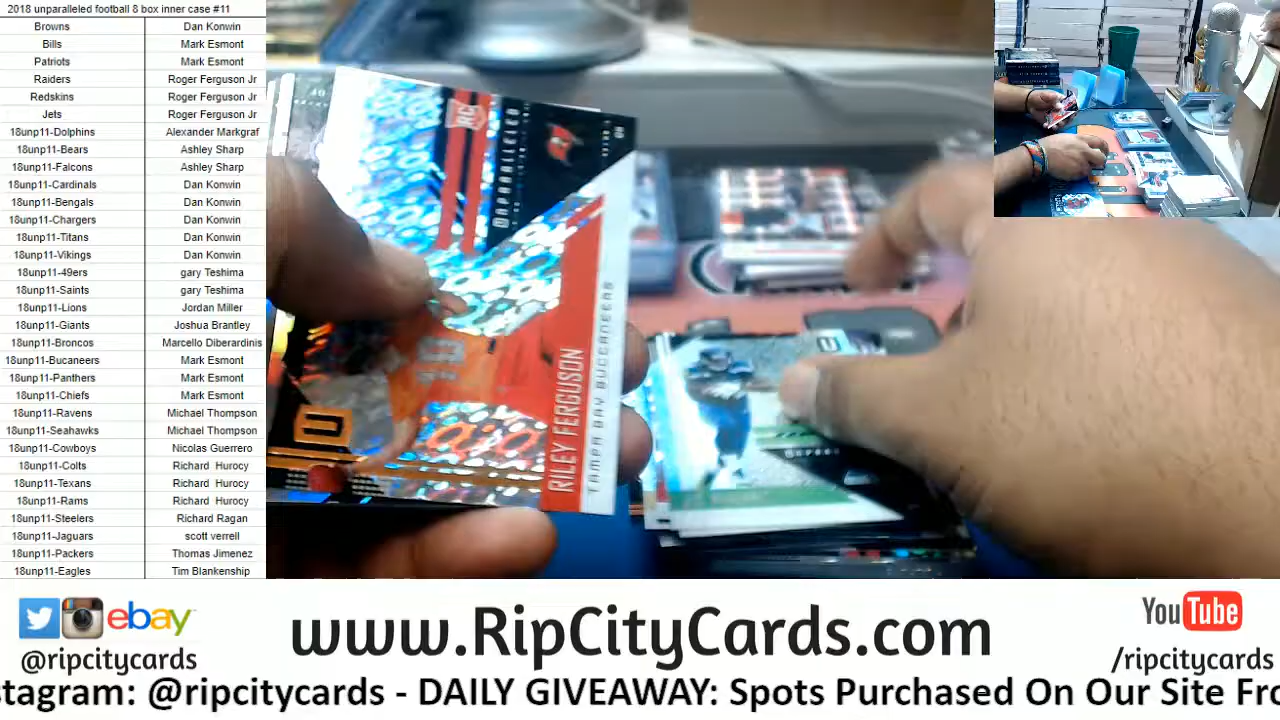 2018 unparalleled football 8 box inner case #11
Browns Dan Konwin
Bills Mark Esmont
Patriots Mark Esmont
Raiders Roger Ferguson Jr
Redskins Roger Ferguson Jr
Jets Roger Ferguson Jr
18unp11-Dolphins Alexander Markgraf
18unp11-Bears Ashley Sharp
18unp11-Falcons Ashley Sharp
18unp11-Cardinals Dan Konwin
18unp11-Bengals Dan Konwin
18unp11-Chargers Dan Konwin
18unp11-Titans Dan Konwin
18unp11-Vikings Dan Konwin
18unp11-49ers gary Teshima
18unp11-Saints gary Teshima
18unp11-Lions Jordan Miller
18unp11-Giants Joshua Brantley
18unp11-Broncos Marcello Diberardinis
18unp11-Bucaneers Mark Esmont
18unp11-Panthers Mark Esmont
18unp11-Chiefs Mark Esmont
18unp11-Ravens Michael Thompson
18unp11-Seahawks Michael Thompson
18unp11-Cowboys Nicolas Guerrero
18unp11-Colts Richard Hurocy
18unp11-Texans Richard Hurocy
18unp11-Rams Richard Hurocy
18unp11-Steelers Richard Ragan
18unp11-Jaguars scott verrell
18unp11-Packers Thomas Jimenez
18unp11-Eagles Tim Blankenship
RC
UNPARALLELED
RILEY FERGUSON
TAMPA BAY BUCCANEERS
U
ebay
@ripcitycards
www.RipCityCards.com
YouTube
/ripcitycards
stagram: @ripcitycards - DAILY GIVEAWAY: Spots Purchased On Our Site Fro